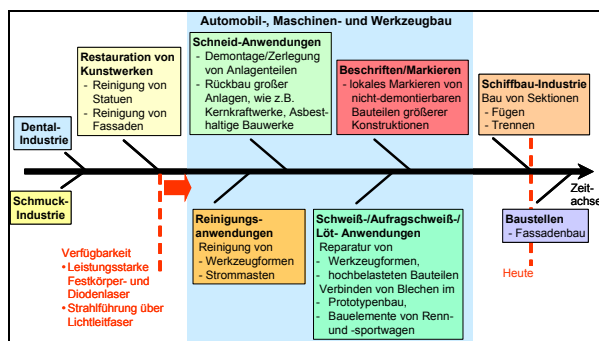 Automobil-, Maschinen- und Werkzeugbau
Restauration von
Kunstwerken
- Reinigung von
Statuen
- Reinigung von
Fassaden
Schneid-Anwendungen
- Demontage/Zerlegung
von Anlagenteilen
- Rückbau großer
Anlagen, wie z.B.
Kernkraftwerke, Asbest-
haltige Bauwerke
Beschriften/Markieren
- lokales Markieren von
nicht-demontierbaren
Bauteilen größerer
Konstruktionen
Schiffbau-Industrie
Bau von Sektionen
- Fügen
- Trennen
Dental-
Industrie
Schmuck-
Industrie
Zeit-
achse
Verfügbarkeit
• Leistungsstarke
Festkörper- und
Diodenlaser
• Strahlführung über
Lichtleitfaser
Reinigungs-
anwendungen
Reinigung von
- Werkzeugformen
- Strommasten
Schweiß-/Aufragschweiß-/
Löt- Anwendungen
Reparatur von
- Werkzeugformen,
- hochbelasteten Bauteilen
Verbinden von Blechen im
- Prototypenbau,
- Bauelemente von Renn-
und -sportwagen
Baustellen
- Fassadenbau
Heute